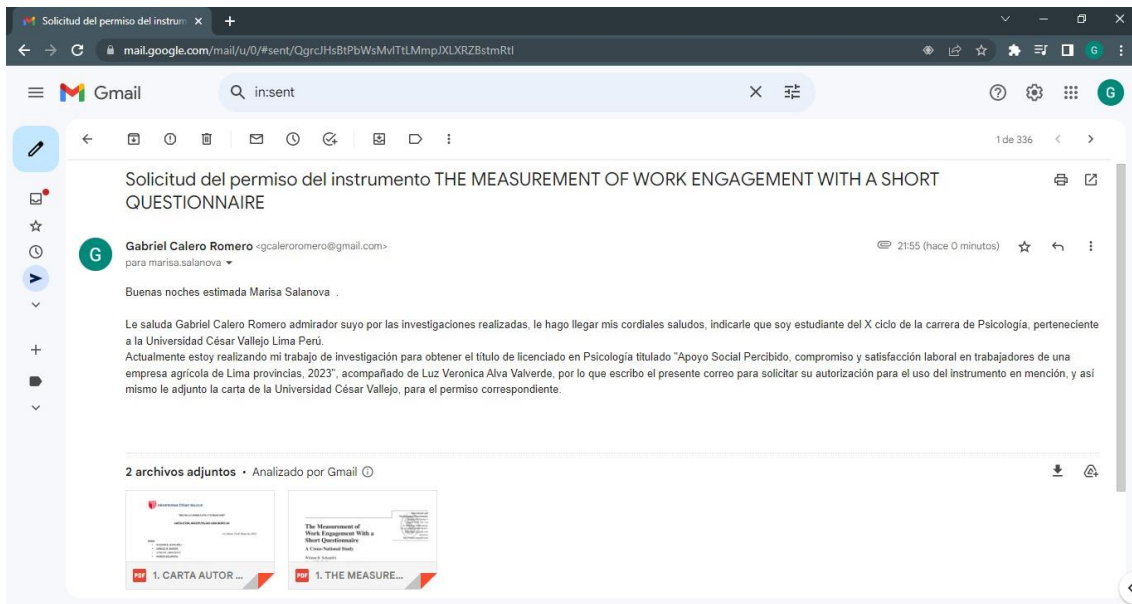 Solicitud del permiso del instrum
mail.google.com/mail/u/0/#sent/QgrcJHsBtPbWsMvlTtLMmpJXLXRZBstmRtl
G
Gmail
in:sent
G
1 de 336
Solicitud del permiso del instrumento THE MEASUREMENT OF WORK ENGAGEMENT WITH A SHORT
QUESTIONNAIRE
G
Gabriel Calero Romero <gcaleroromero@gmail.com>
21:55 (hace 0 minutos)
para marisa.salanova
Buenas noches estimada Marisa Salanova .
Le saluda Gabriel Calero Romero admirador suyo por las investigaciones realizadas, le hago llegar mis cordiales saludos, indicarle que soy estudiante del X ciclo de la carrera de Psicología, perteneciente
a la Universidad César Vallejo Lima Perú.
Actualmente estoy realizando mi trabajo de investigación para obtener el título de licenciado en Psicología titulado "Apoyo Social Percibido, compromiso y satisfacción laboral en trabajadores de una
empresa agrícola de Lima provincias, 2023", acompañado de Luz Veronica Alva Valverde, por lo que escribo el presente correo para solicitar su autorización para el uso del instrumento en mención, y así
mismo le adjunto la carta de la Universidad César Vallejo, para el permiso correspondiente.
2 archivos adjuntos • Analizado por Gmail
The Measurement of
Work Engagement With a
Short Questionnaire
A Cross-National Study
PDF 1. CARTA AUTOR ...
PDF 1. THE MEASURE...